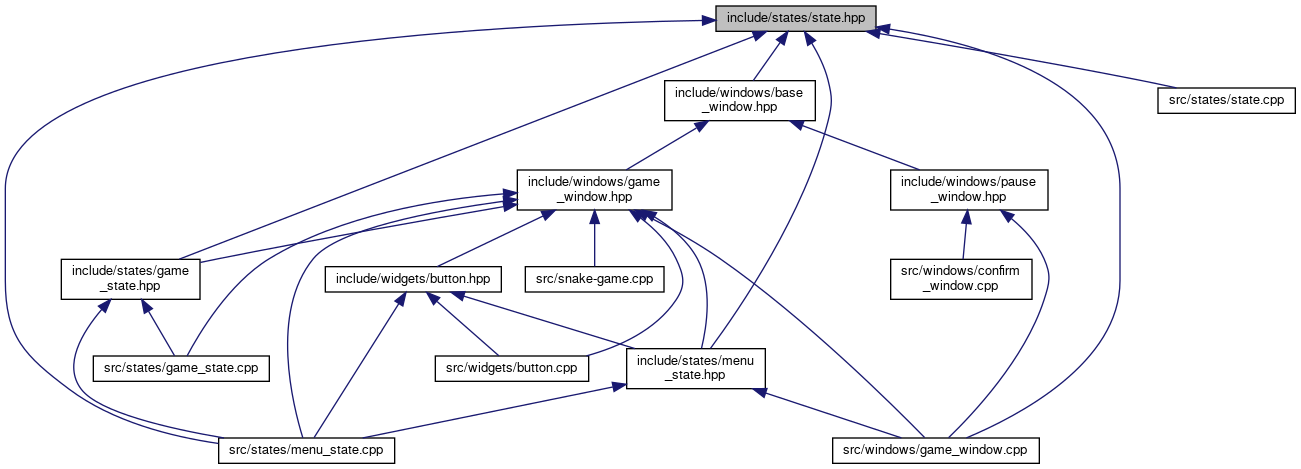 include/states/state.hpp
include/windows/base
_window.hpp
src/states/state.cpp
include/windows/game
_window.hpp
include/windows/pause
_window.hpp
include/states/game
_state.hpp
include/widgets/button.hpp
src/snake-game.cpp
src/windows/confirm
_window.cpp
src/states/game_state.cpp
src/widgets/button.cpp
include/states/menu
_state.hpp
src/states/menu_state.cpp
src/windows/game_window.cpp